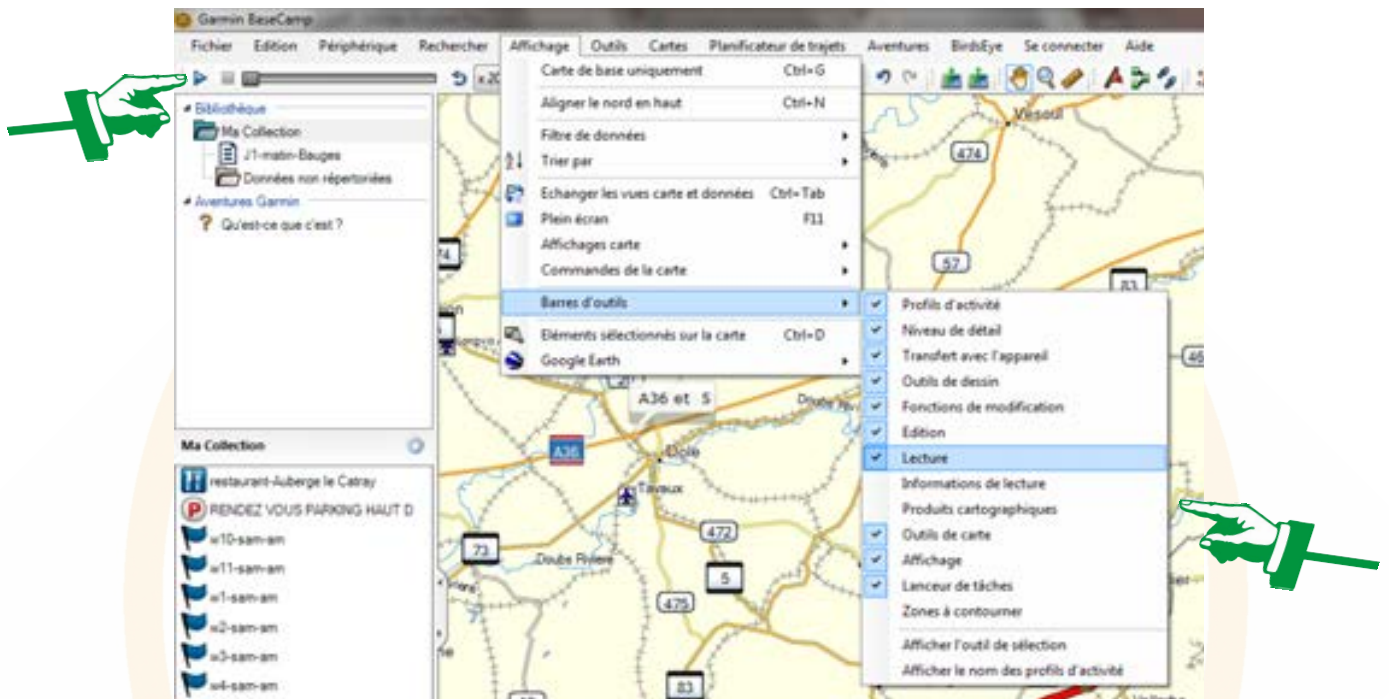 Garmin BaseCamp
Fichier Edition Périphérique Rechercher Affichage Outils Cartes Planificateur de trajets Aventures BirdsEye Se connecter Aide
Bibliothèque
Ma Collection
J1-matin-Bauges
Données non répertoriées
Aventures Garmin
Qu'est-ce que c'est ?
Ma Collection
restaurant-Auberge le Catray
RENDEZ VOUS PARKING HAUT D
w10-sam-am
w11-sam-am
w1-sam-am
w2-sam-am
w3-sam-am
w4-sam-am
Carte de base uniquement Ctrl+G
Aligner le nord en haut Ctrl+N
Filtre de données
Trier par
Echanger les vues carte et données Ctrl+Tab
Plein écran F11
Affichages carte
Commandes de la carte
Barres d'outils
Eléments sélectionnés sur la carte Ctrl+D
Google Earth
Profils d'activité
Niveau de détail
Transfert avec l'appareil
Outils de dessin
Fonctions de modification
Edition
Lecture
Informations de lecture
Produits cartographiques
Outils de carte
Affichage
Lanceur de tâches
Zones à contourner
Afficher l'outil de sélection
Afficher le nom des profils d'activité
Vesoul
474
57
83
A36 et 5
A36
Dole
Tavaux
472
73
Doubs Riviere
5
475
83